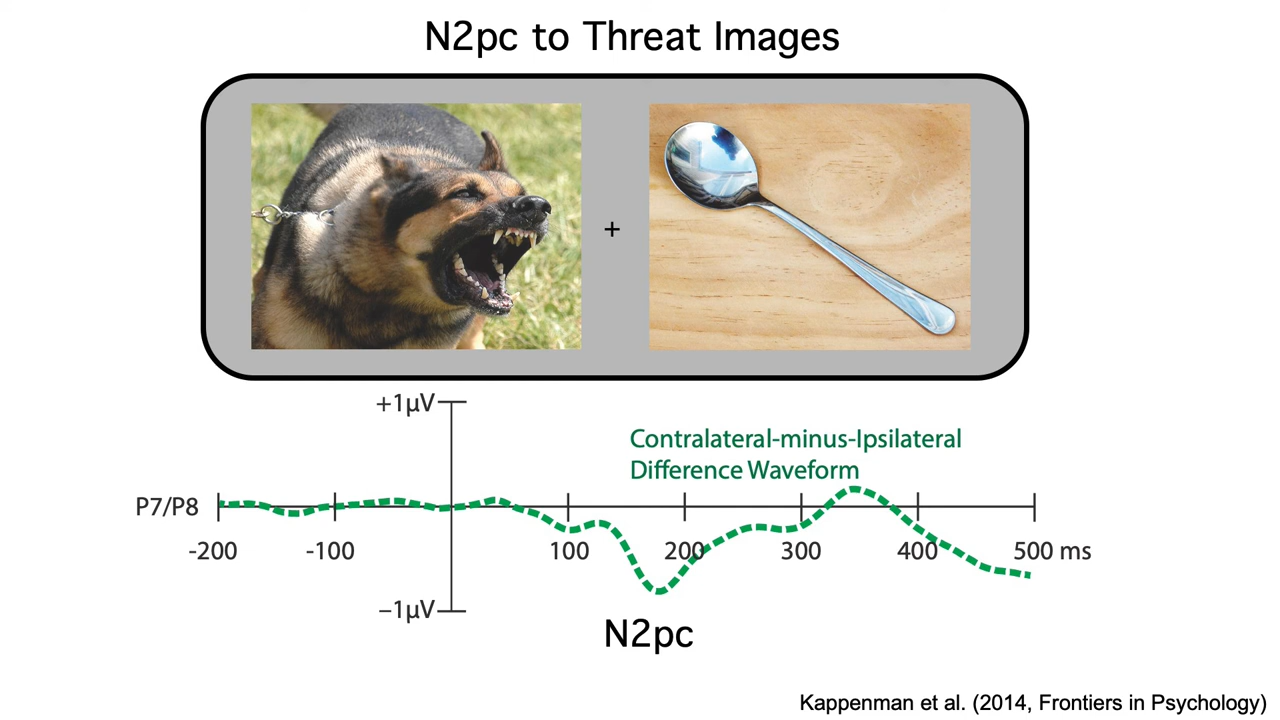 N2pc to Threat Images
+
+1µV
Contralateral-minus-Ipsilateral
Difference Waveform
P7/P8
-200 -100 100 200 300 400 500 ms
–1µV
N2pc
Kappenman et al. (2014, Frontiers in Psychology)